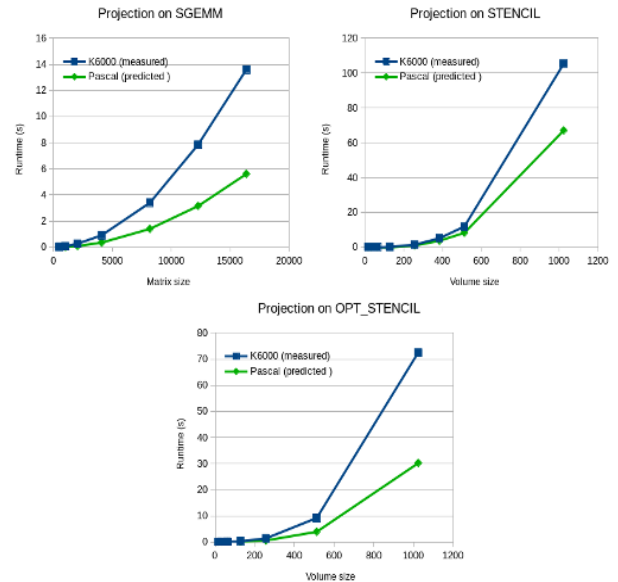 Projection on SGEMM
16
14
12
10
8
6
4
2
0
Runtime (s)
K6000 (measured)
Pascal (predicted )
0 5000 10000 15000 20000
Matrix size
Projection on STENCIL
120
100
80
60
40
20
0
Runtime (s)
K6000 (measured)
Pascal (predicted )
0 200 400 600 800 1000 1200
Volume size
Projection on OPT_STENCIL
80
70
60
50
40
30
20
10
0
Runtime (s)
K6000 (measured)
Pascal (predicted )
0 200 400 600 800 1000 1200
Volume size